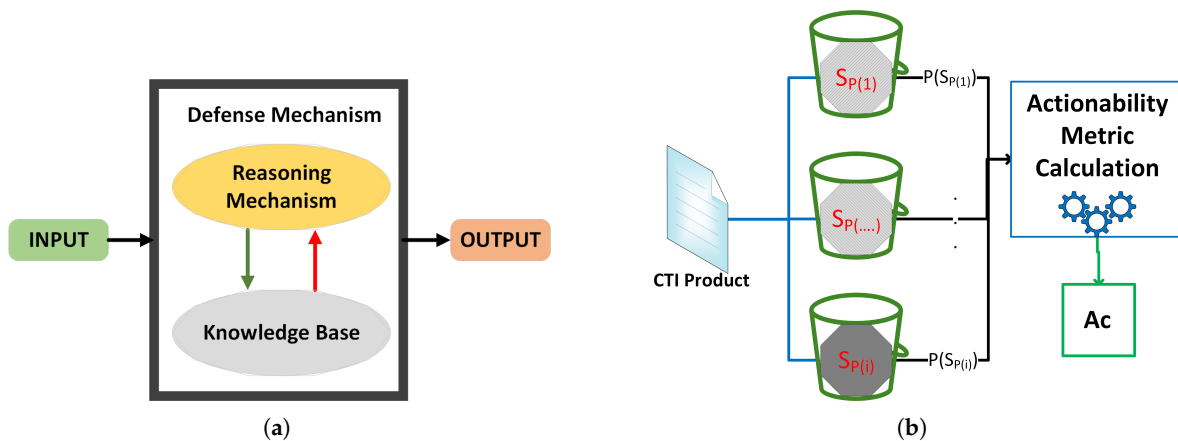 Defense Mechanism
Reasoning
Mechanism
INPUT
OUTPUT
Knowledge Base
(a)
S_P(1)
P(S_P(1))
S_P(....)
S_P(i)
P(S_P(i))
CTI Product
Actionability
Metric
Calculation
Ac
(b)